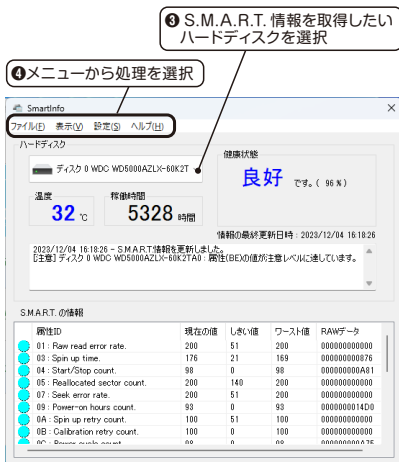 ❸ S.M.A.R.T. 情報を取得したい
ハードディスクを選択
❹メニューから処理を選択
SmartInfo
ファイル(F) 表示(V) 設定(S) ヘルプ(H)
ハードディスク
ディスク 0 WDC WD5000AZLX-60K2T
健康状態
良好 です。( 96 %)
温度
32 ℃
稼働時間
5328 時間
情報の最終更新日時 : 2023/12/04 16:18:26
2023/12/04 16:18:26 - S.M.A.R.T.情報を更新しました。
[注意] ディスク 0 WDC WD5000AZLX-60K2TA0 : 属性(BE)の値が注意レベルに達しています。
S.M.A.R.T. の情報
属性ID 現在の値 しきい値 ワースト値 RAWデータ
01 : Raw read error rate. 200 51 200 000000000000
03 : Spin up time. 176 21 169 000000000876
04 : Start/Stop count. 98 0 98 000000000A81
05 : Reallocated sector count. 200 140 200 000000000000
07 : Seek error rate. 200 51 200 000000000000
09 : Power-on hours count. 93 0 93 0000000014D0
0A : Spin up retry count. 100 51 100 000000000000
0B : Calibration retry count. 100 0 100 000000000000
0C : Power cycle count. 98 0 98 000000000A75